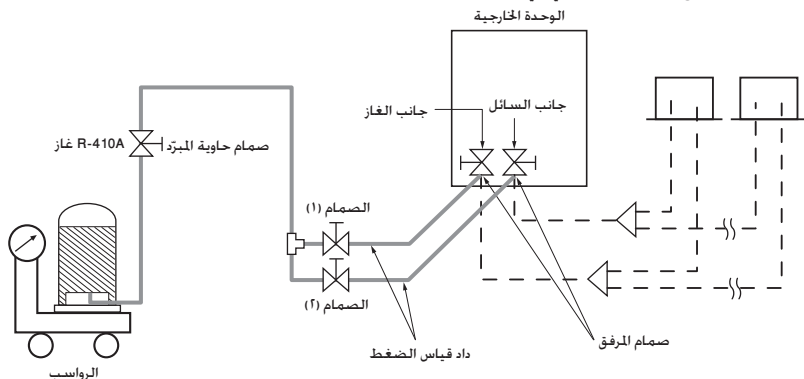 الوحدة الخارجية
جانب السائل
جانب الغاز
صمام حاوية المبرّد
غاز R-410A
الصمام (١)
الصمام (٢)
داد قياس الضغط
صمام المرفق
الرواسب